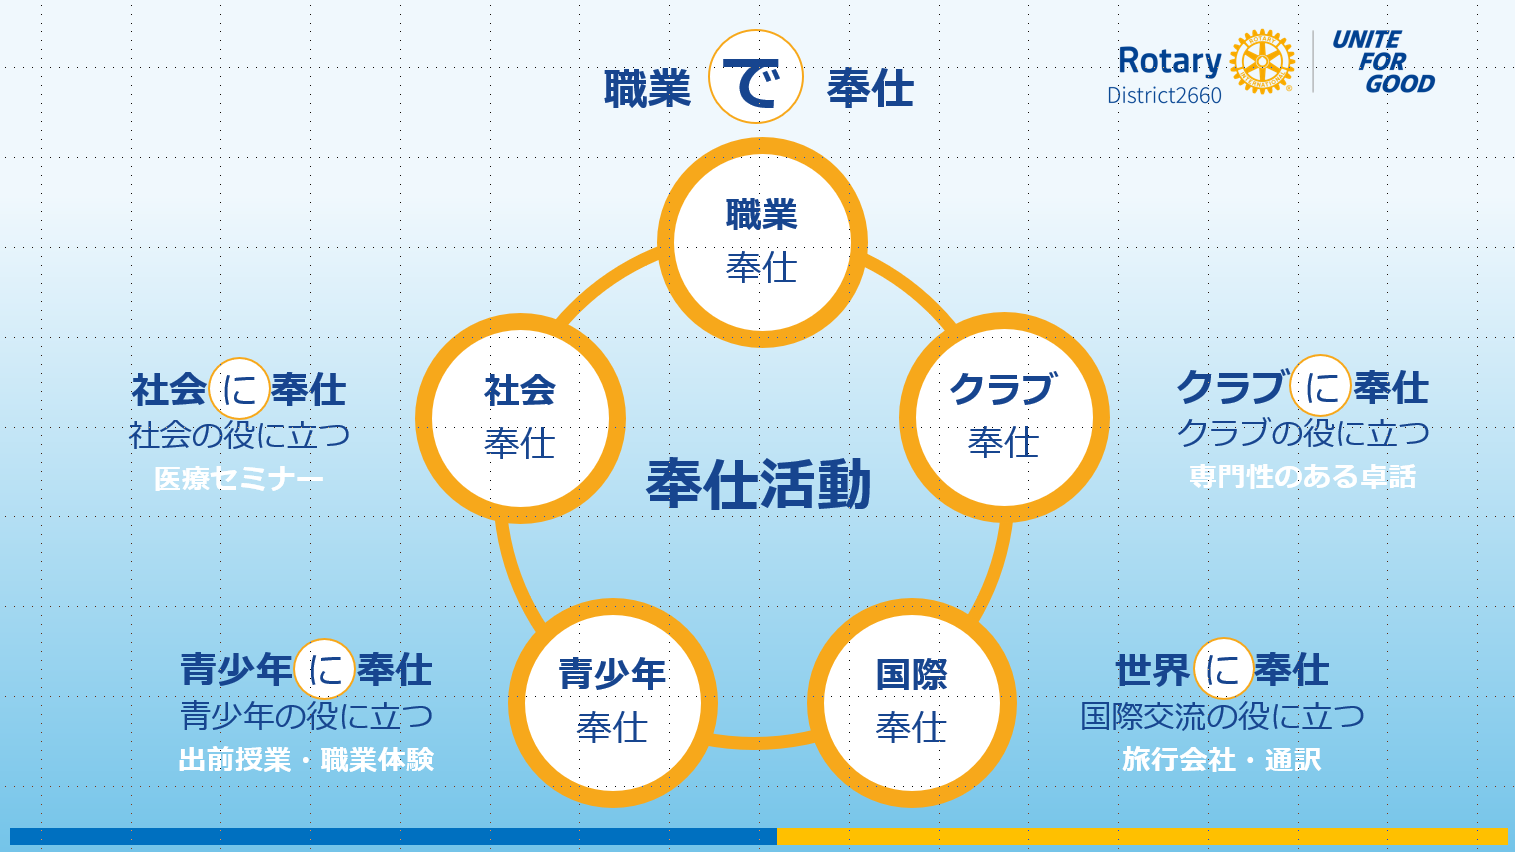 職業で奉仕
Rotary
District2660
UNITE
FOR
GOOD
職業
奉仕
社会
奉仕
クラブ
奉仕
奉仕活動
青少年
奉仕
国際
奉仕
社会に奉仕
社会の役に立つ
医療セミナー
クラブに奉仕
クラブの役に立つ
専門性のある卓話
青少年に奉仕
青少年の役に立つ
出前授業・職業体験
世界に奉仕
国際交流の役に立つ
旅行会社・通訳
ROTARY
INTERNATIONAL